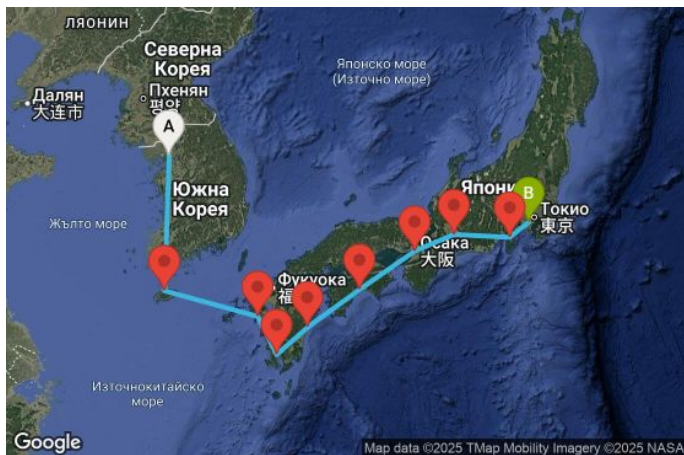 ЛЯОНИН
Северна
Корея
Далян
大连市
Пхенян
평양
A
Южна
Корея
Жълто море
Японско море
(Източно море)
Япони
B
Токио
東京
Осака
大阪
Фукуока
福
Източнокитайско
море
Google
Map data ©2025 TMap Mobility Imagery ©2025 NASA